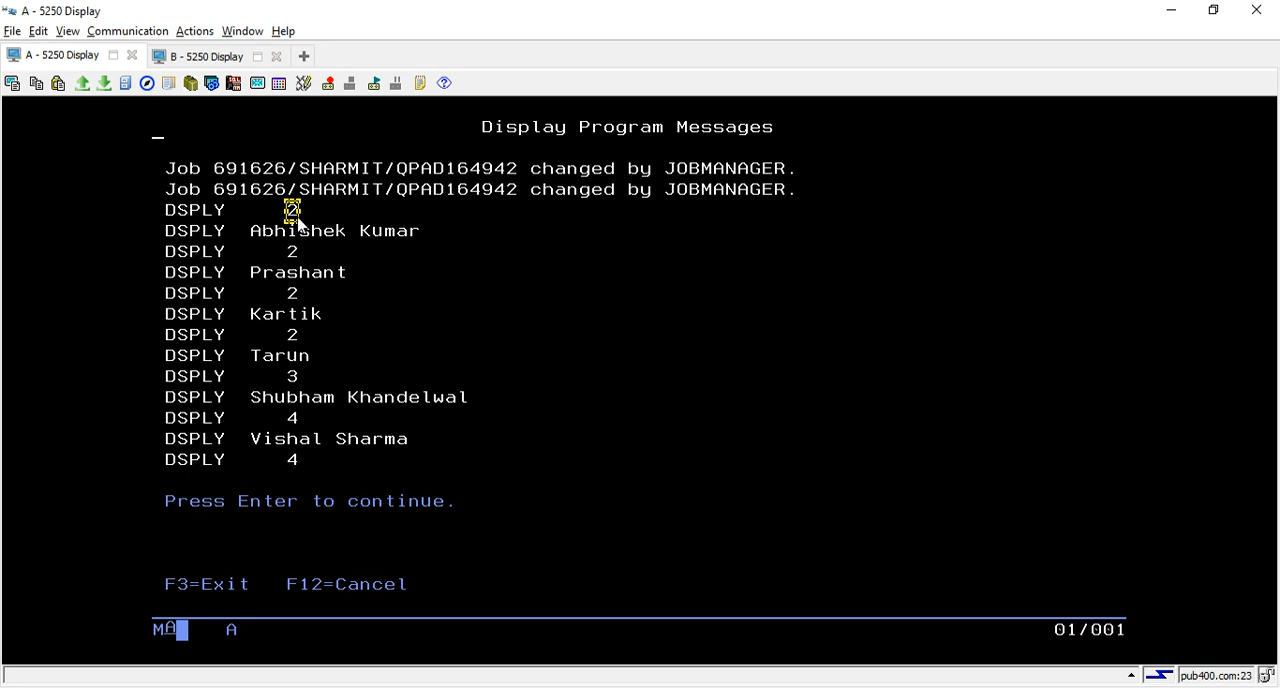 A - 5250 Display
File Edit View Communication Actions Window Help
A - 5250 Display B - 5250 Display
Display Program Messages
Job 691626/SHARMIT/QPAD164942 changed by JOBMANAGER.
Job 691626/SHARMIT/QPAD164942 changed by JOBMANAGER.
DSPLY 2
DSPLY Abhishek Kumar
DSPLY 2
DSPLY Prashant
DSPLY 2
DSPLY Kartik
DSPLY 2
DSPLY Tarun
DSPLY 3
DSPLY Shubham Khandelwal
DSPLY 4
DSPLY Vishal Sharma
DSPLY 4
Press Enter to continue.
F3=Exit F12=Cancel
MA A 01/001
pub400.com:23